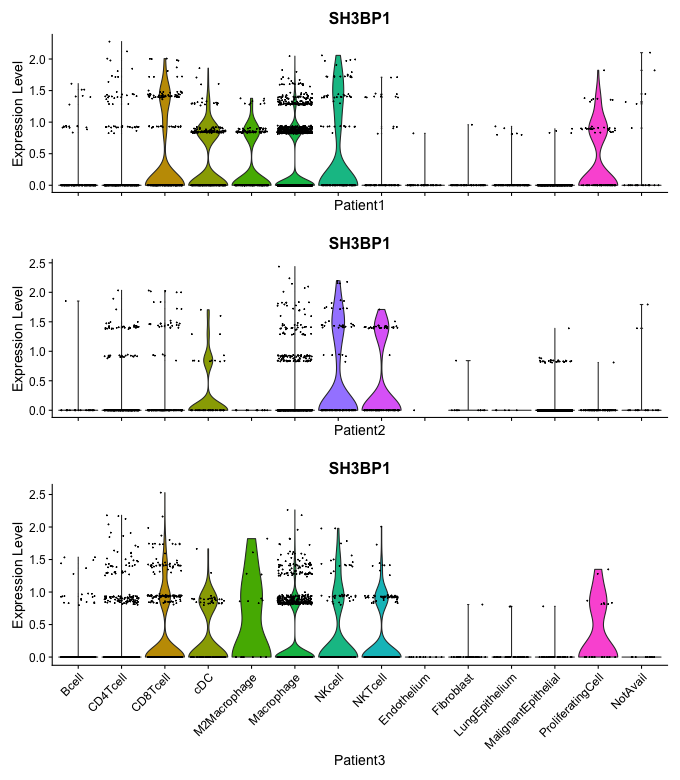 SH3BP1
Expression Level
2.0
1.5
1.0
0.5
0.0
Patient1
SH3BP1
Expression Level
2.5
2.0
1.5
1.0
0.5
0.0
Patient2
SH3BP1
Expression Level
2.5
2.0
1.5
1.0
0.5
0.0
Bcell
CD4Tcell
CD8Tcell
cDC
M2Macrophage
Macrophage
NKcell
NKTcell
Endothelium
Fibroblast
LungEpithelium
MalignantEpithelial
ProliferatingCell
NotAvail
Patient3